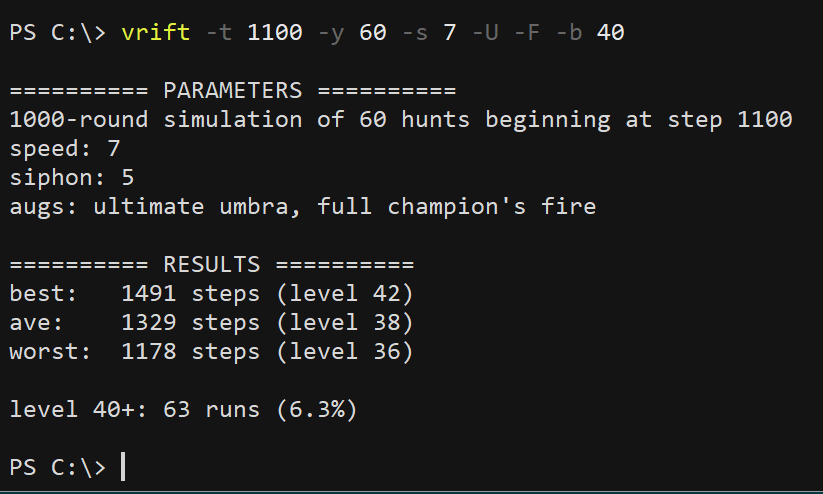 PS C:\> vrift -t 1100 -y 60 -s 7 -U -F -b 40
========== PARAMETERS ==========
1000-round simulation of 60 hunts beginning at step 1100
speed: 7
siphon: 5
augs: ultimate umbra, full champion's fire
========== RESULTS ==========
best:   1491 steps (level 42)
ave:    1329 steps (level 38)
worst:  1178 steps (level 36)
level 40+: 63 runs (6.3%)
PS C:\>